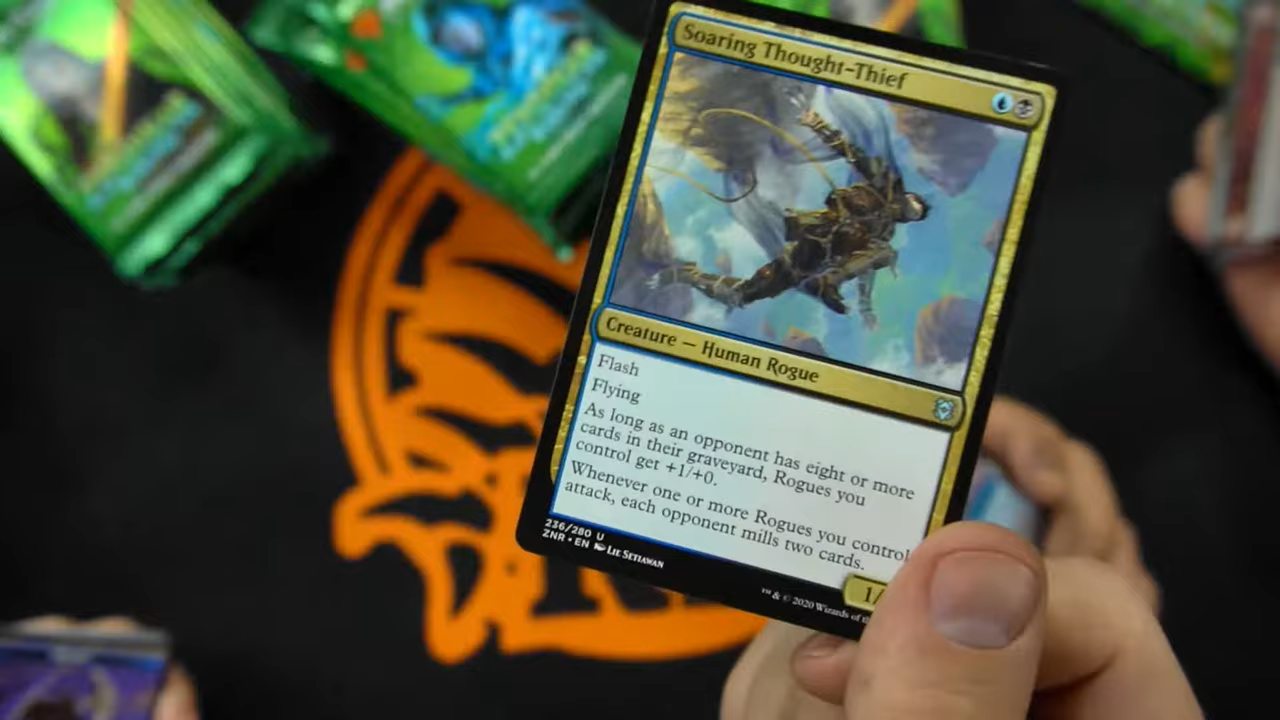 Soaring Thought-Thief
Creature — Human Rogue
Flash
Flying
As long as an opponent has eight or more
cards in their graveyard, Rogues you
control get +1/+0.
Whenever one or more Rogues you control
attack, each opponent mills two cards.
236/280 U
ZNR • EN Lie Setiawan
1/
™ & © 2020 Wizards of